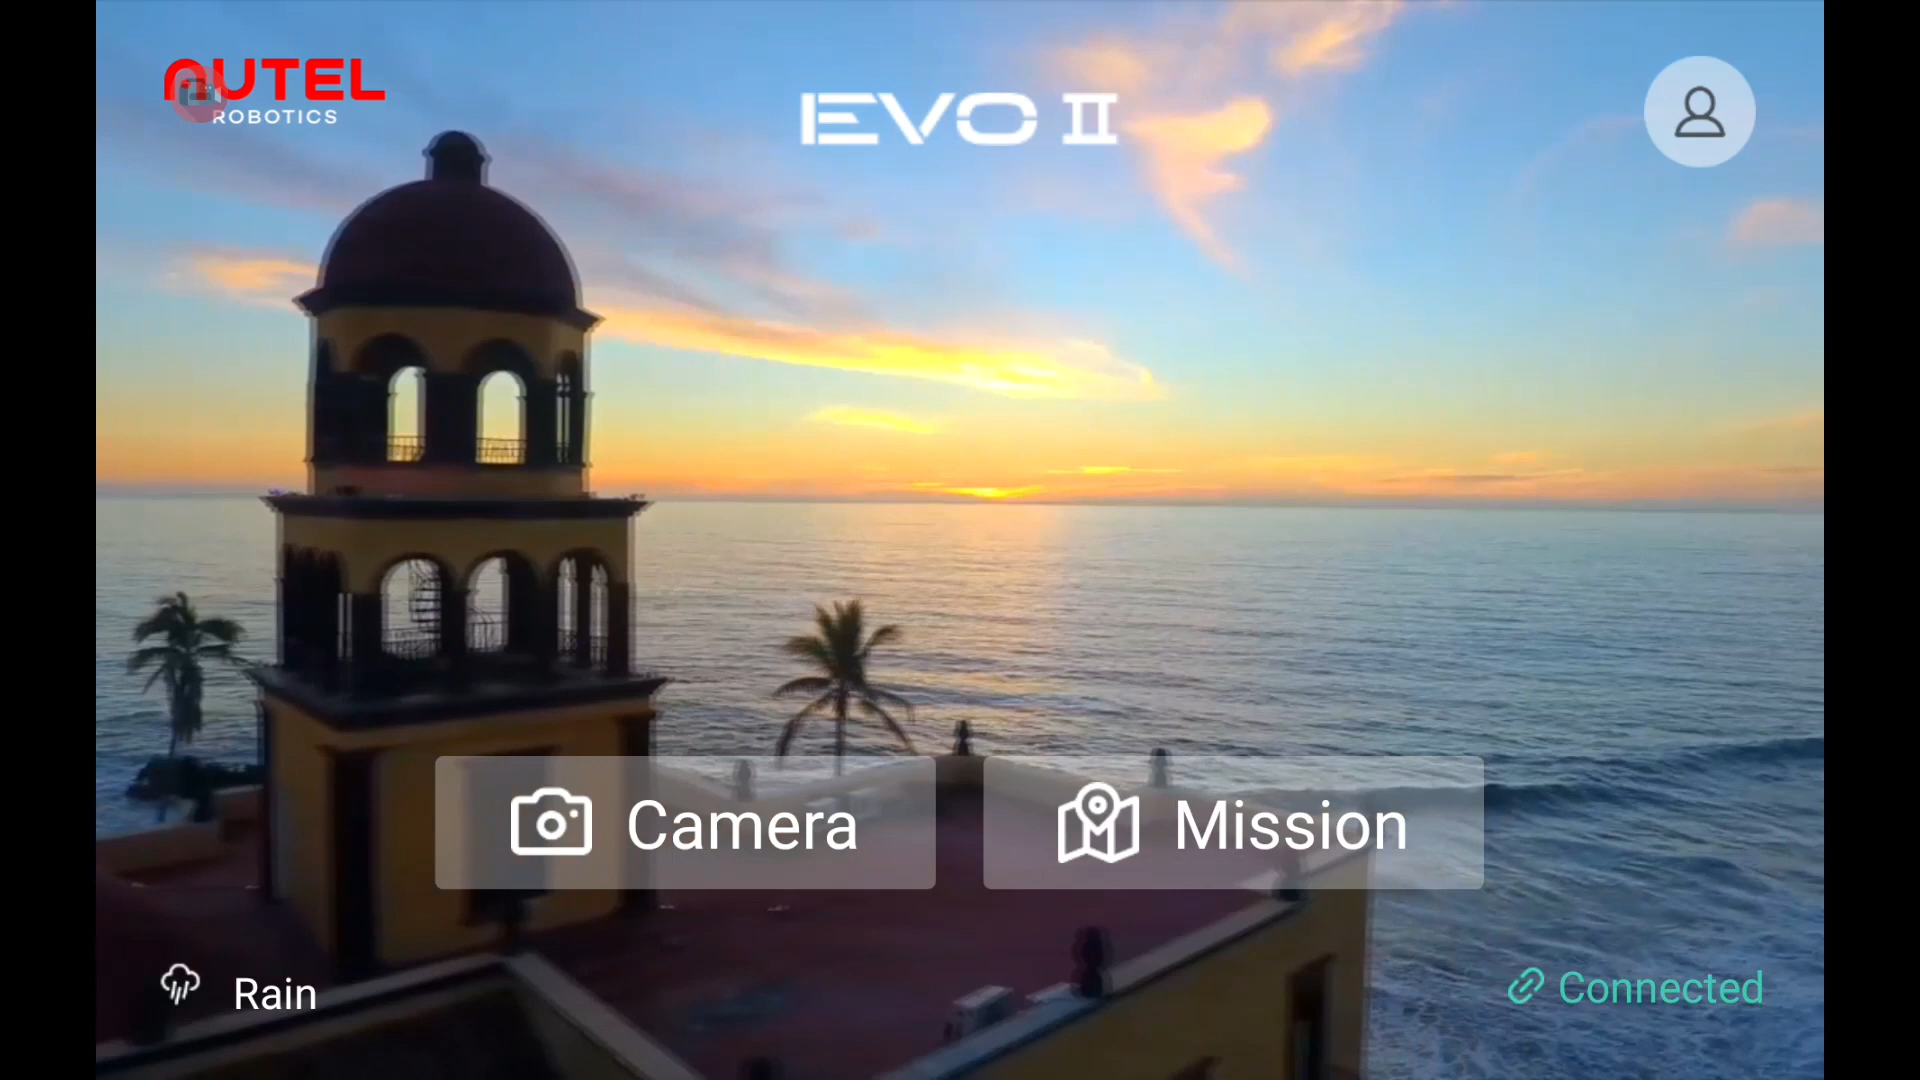 AUTEL
ROBOTICS
EVO II
Camera
Mission
Rain
Connected